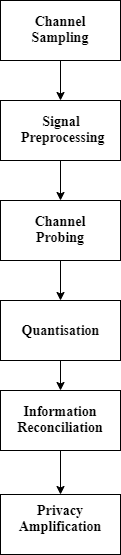 Channel
Sampling
Signal
Preprocessing
Channel
Probing
Quantisation
Information
Reconciliation
Privacy
Amplification